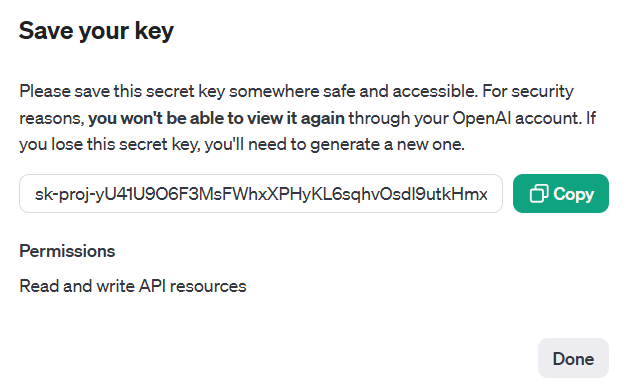 Save your key
Please save this secret key somewhere safe and accessible. For security
reasons, you won't be able to view it again through your OpenAI account. If
you lose this secret key, you'll need to generate a new one.
sk-proj-yU41U9O6F3MsFWhxXPHyKL6sqhvOsdI9utkHmx
Copy
Permissions
Read and write API resources
Done